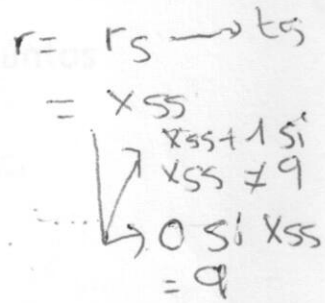 r = rs → ts
= xss
xss+1 si
xss ≠ 9
0 si xss
= 9